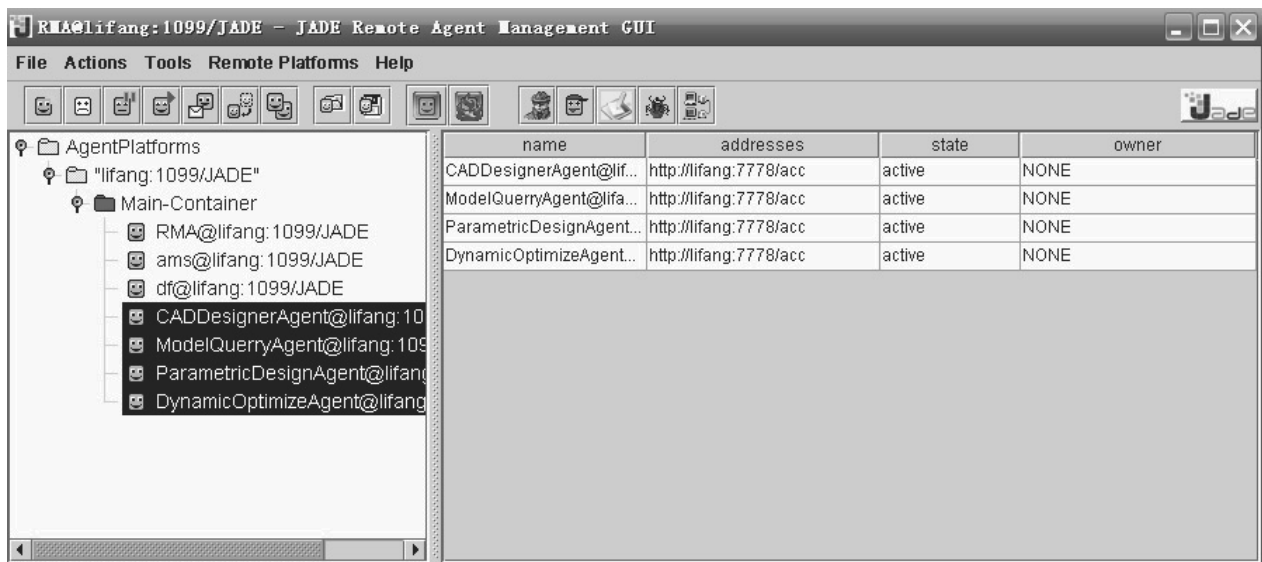 RMA@lifang:1099/JADE - JADE Remote Agent Management GUI
File Actions Tools Remote Platforms Help
Jade
AgentPlatforms
"lifang:1099/JADE"
Main-Container
RMA@lifang:1099/JADE
ams@lifang:1099/JADE
df@lifang:1099/JADE
CADDesignerAgent@lifang:10
ModelQuerryAgent@lifang:109
ParametricDesignAgent@lifang
DynamicOptimizeAgent@lifang
name addresses state owner
CADDesignerAgent@lif... http://lifang:7778/acc active NONE
ModelQuerryAgent@lifa... http://lifang:7778/acc active NONE
ParametricDesignAgent... http://lifang:7778/acc active NONE
DynamicOptimizeAgent... http://lifang:7778/acc active NONE